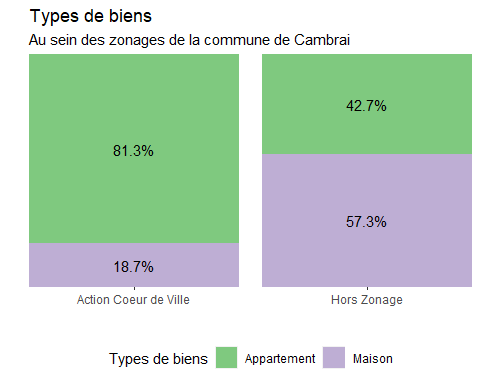 Types de biens
Au sein des zonages de la commune de Cambrai
81.3%
18.7%
42.7%
57.3%
Action Coeur de Ville
Hors Zonage
Types de biens
Appartement
Maison